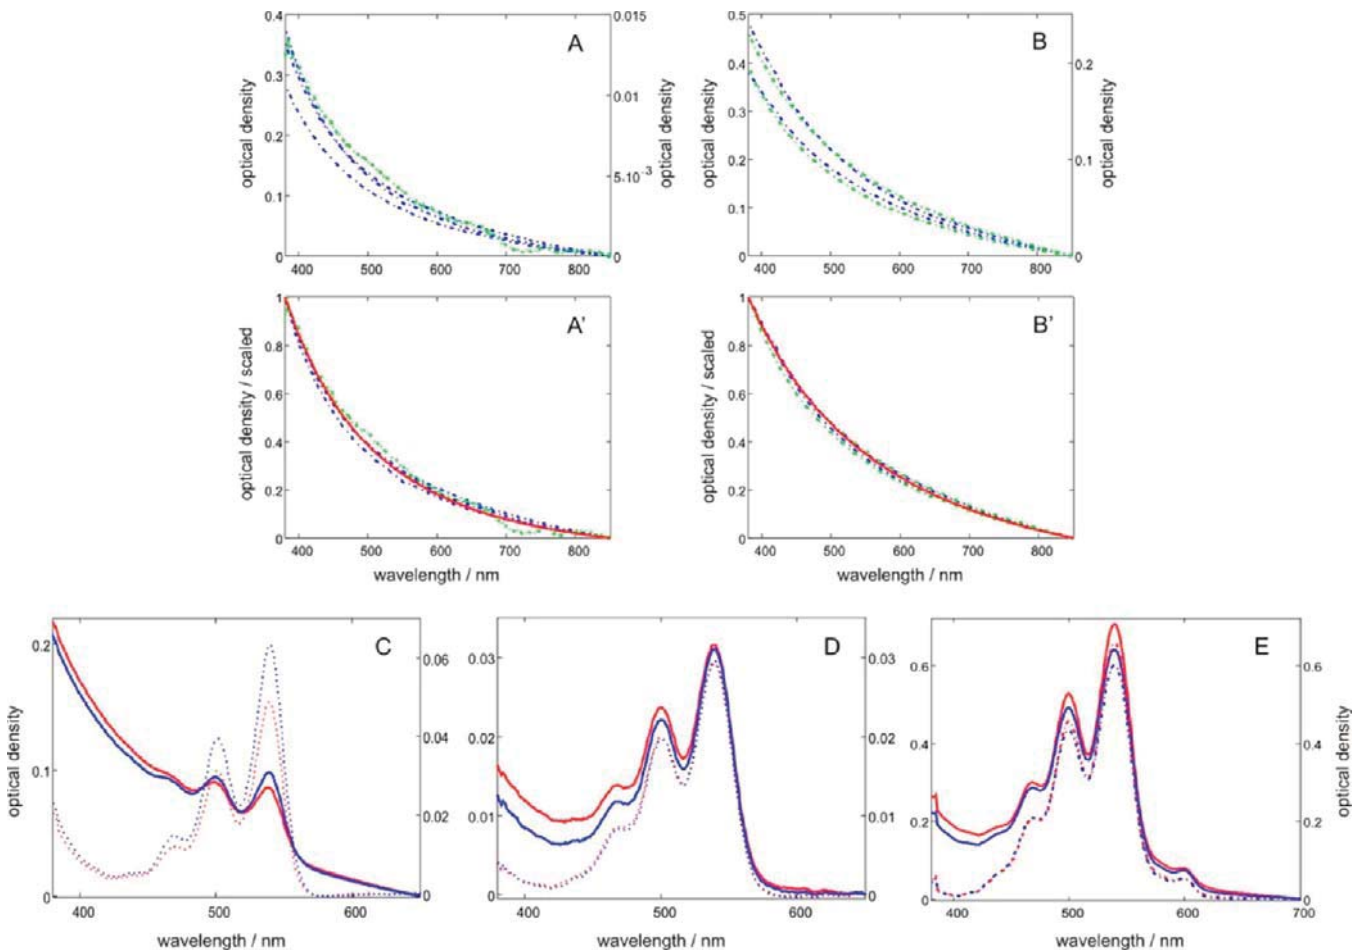 0.4 0.015 0.5
A B
0.3 0.01 0.4 0.2
0.2 0.3
0.1 5·10⁻³ 0.2 0.1
0.1
0 0 0 0
optical density optical density optical density optical density
400 500 600 700 800 400 500 600 700 800
1 1
A' B'
0.8 0.8
0.6 0.6
0.4 0.4
0.2 0.2
0 0
optical density / scaled optical density / scaled
400 500 600 700 800 400 500 600 700 800
wavelength / nm wavelength / nm
C D E
0.2 0.06 0.03 0.03 0.6 0.6
0.04 0.02 0.02 0.4 0.4
0.1 0.02 0.01 0.01 0.2 0.2
0 0 0 0 0 0
optical density optical density
400 500 600 400 500 600 400 500 600 700
wavelength / nm wavelength / nm wavelength / nm